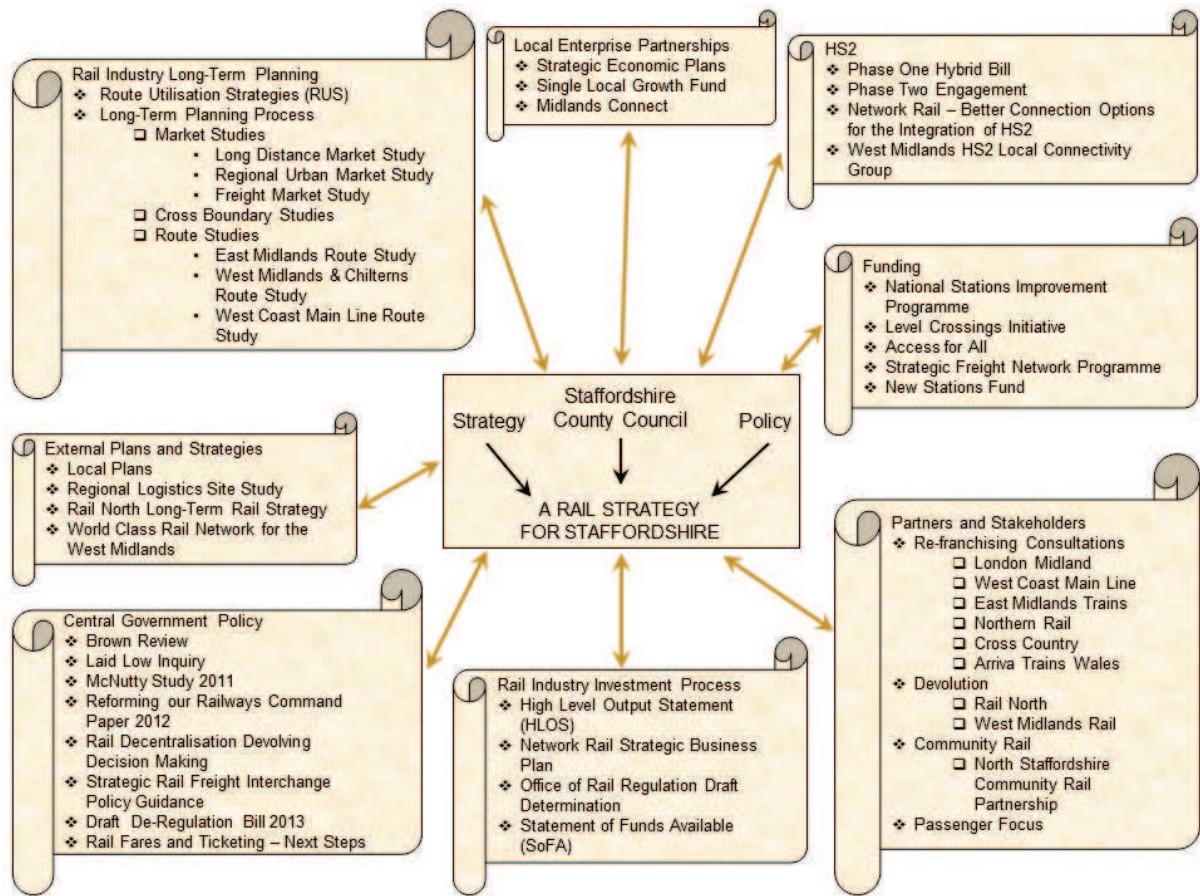 Rail Industry Long-Term Planning
❖ Route Utilisation Strategies (RUS)
❖ Long-Term Planning Process
❑ Market Studies
▪ Long Distance Market Study
▪ Regional Urban Market Study
▪ Freight Market Study
❑ Cross Boundary Studies
❑ Route Studies
▪ East Midlands Route Study
▪ West Midlands & Chilterns
Route Study
▪ West Coast Main Line Route
Study
Local Enterprise Partnerships
❖ Strategic Economic Plans
❖ Single Local Growth Fund
❖ Midlands Connect
HS2
❖ Phase One Hybrid Bill
❖ Phase Two Engagement
❖ Network Rail – Better Connection Options
for the Integration of HS2
❖ West Midlands HS2 Local Connectivity
Group
Funding
❖ National Stations Improvement
Programme
❖ Level Crossings Initiative
❖ Access for All
❖ Strategic Freight Network Programme
❖ New Stations Fund
Staffordshire
County Council
Strategy
Policy
A RAIL STRATEGY
FOR STAFFORDSHIRE
External Plans and Strategies
❖ Local Plans
❖ Regional Logistics Site Study
❖ Rail North Long-Term Rail Strategy
❖ World Class Rail Network for the
West Midlands
Partners and Stakeholders
❖ Re-franchising Consultations
❑ London Midland
❑ West Coast Main Line
❑ East Midlands Trains
❑ Northern Rail
❑ Cross Country
❑ Arriva Trains Wales
❖ Devolution
❑ Rail North
❑ West Midlands Rail
❖ Community Rail
❑ North Staffordshire
Community Rail
Partnership
❖ Passenger Focus
Central Government Policy
❖ Brown Review
❖ Laid Low Inquiry
❖ McNutty Study 2011
❖ Reforming our Railways Command
Paper 2012
❖ Rail Decentralisation Devolving
Decision Making
❖ Strategic Rail Freight Interchange
Policy Guidance
❖ Draft De-Regulation Bill 2013
❖ Rail Fares and Ticketing – Next Steps
Rail Industry Investment Process
❖ High Level Output Statement
(HLOS)
❖ Network Rail Strategic Business
Plan
❖ Office of Rail Regulation Draft
Determination
❖ Statement of Funds Available
(SoFA)